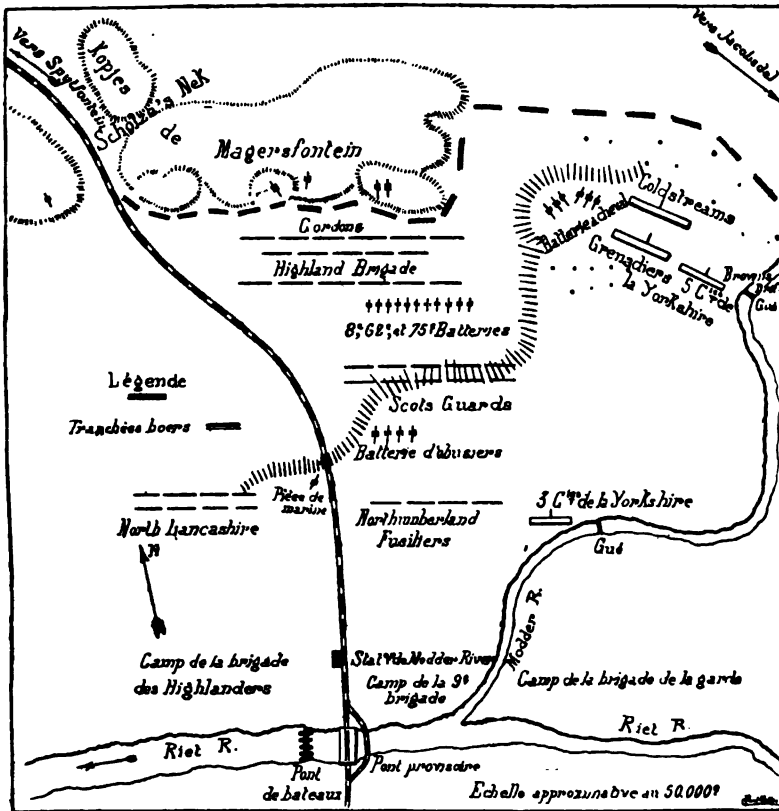 Vers Spytfontein
Kopjes
Scholtz's Nek
de
Magersfontein
Vers Jacobsdal
Coldstreams
Batterie à cheval
Grenadiers
5 Cies de
la Yorkshire
Gué
Gordons
Highland Brigade
8e, 62e, et 75e Batteries
Légende
Tranchées boers
Scots Guards
Batterie d'obusiers
Pièce de
marine
North Lancashire
Northumberland
Fusiliers
3 Cies de la Yorkshire
Gué
N
Modder R.
Camp de la brigade
des Highlanders
Staton de Modder River
Camp de la 9e
brigade
Camp de la brigade de la garde
Riet R.
Riet R.
Pont
de bateaux
Pont provisoire
Echelle approximative au 50.000e